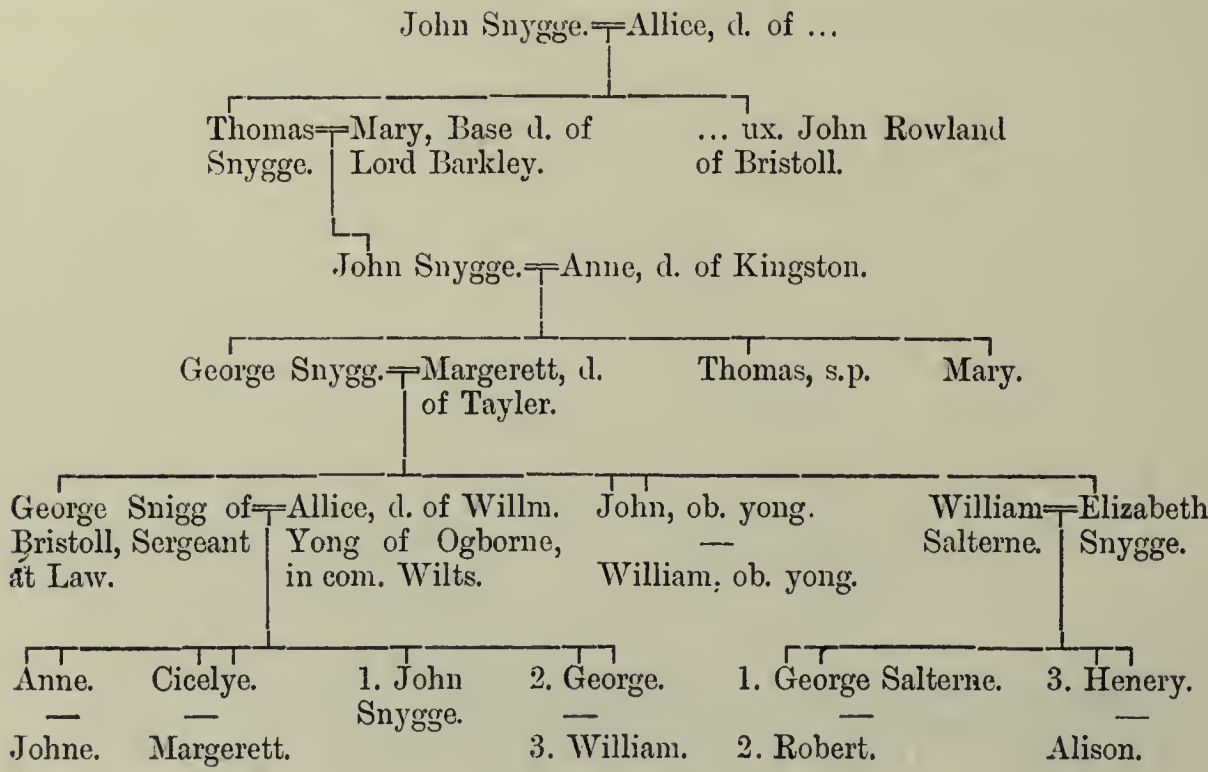 John Snygge.═Allice, d. of ...
Thomas═Mary, Base d. of
Snygge. Lord Barkley.
... ux. John Rowland
of Bristoll.
John Snygge.═Anne, d. of Kingston.
George Snygg.═Margerett, d.
of Tayler.
Thomas, s.p.
Mary.
George Snigg of═Allice, d. of Willm.
Bristoll, Sergeant Yong of Ogborne,
at Law. in com. Wilts.
John, ob. yong.
—
William, ob. yong.
William═Elizabeth
Salterne. Snygge.
Anne.
—
Johne.
Cicelye.
—
Margerett.
1. John
Snygge.
2. George.
—
3. William.
1. George Salterne.
—
2. Robert.
3. Henery.
—
Alison.